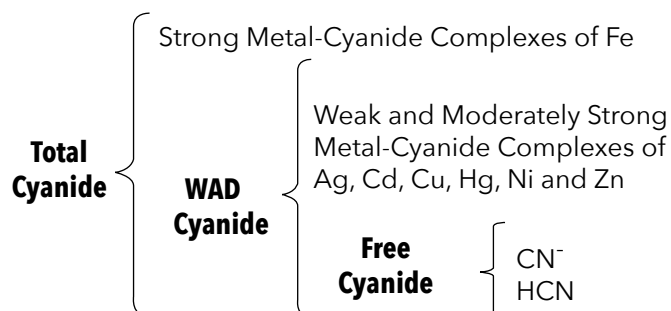 Strong Metal-Cyanide Complexes of Fe
Total
Cyanide
WAD
Cyanide
Weak and Moderately Strong
Metal-Cyanide Complexes of
Ag, Cd, Cu, Hg, Ni and Zn
Free
Cyanide
CN⁻
HCN